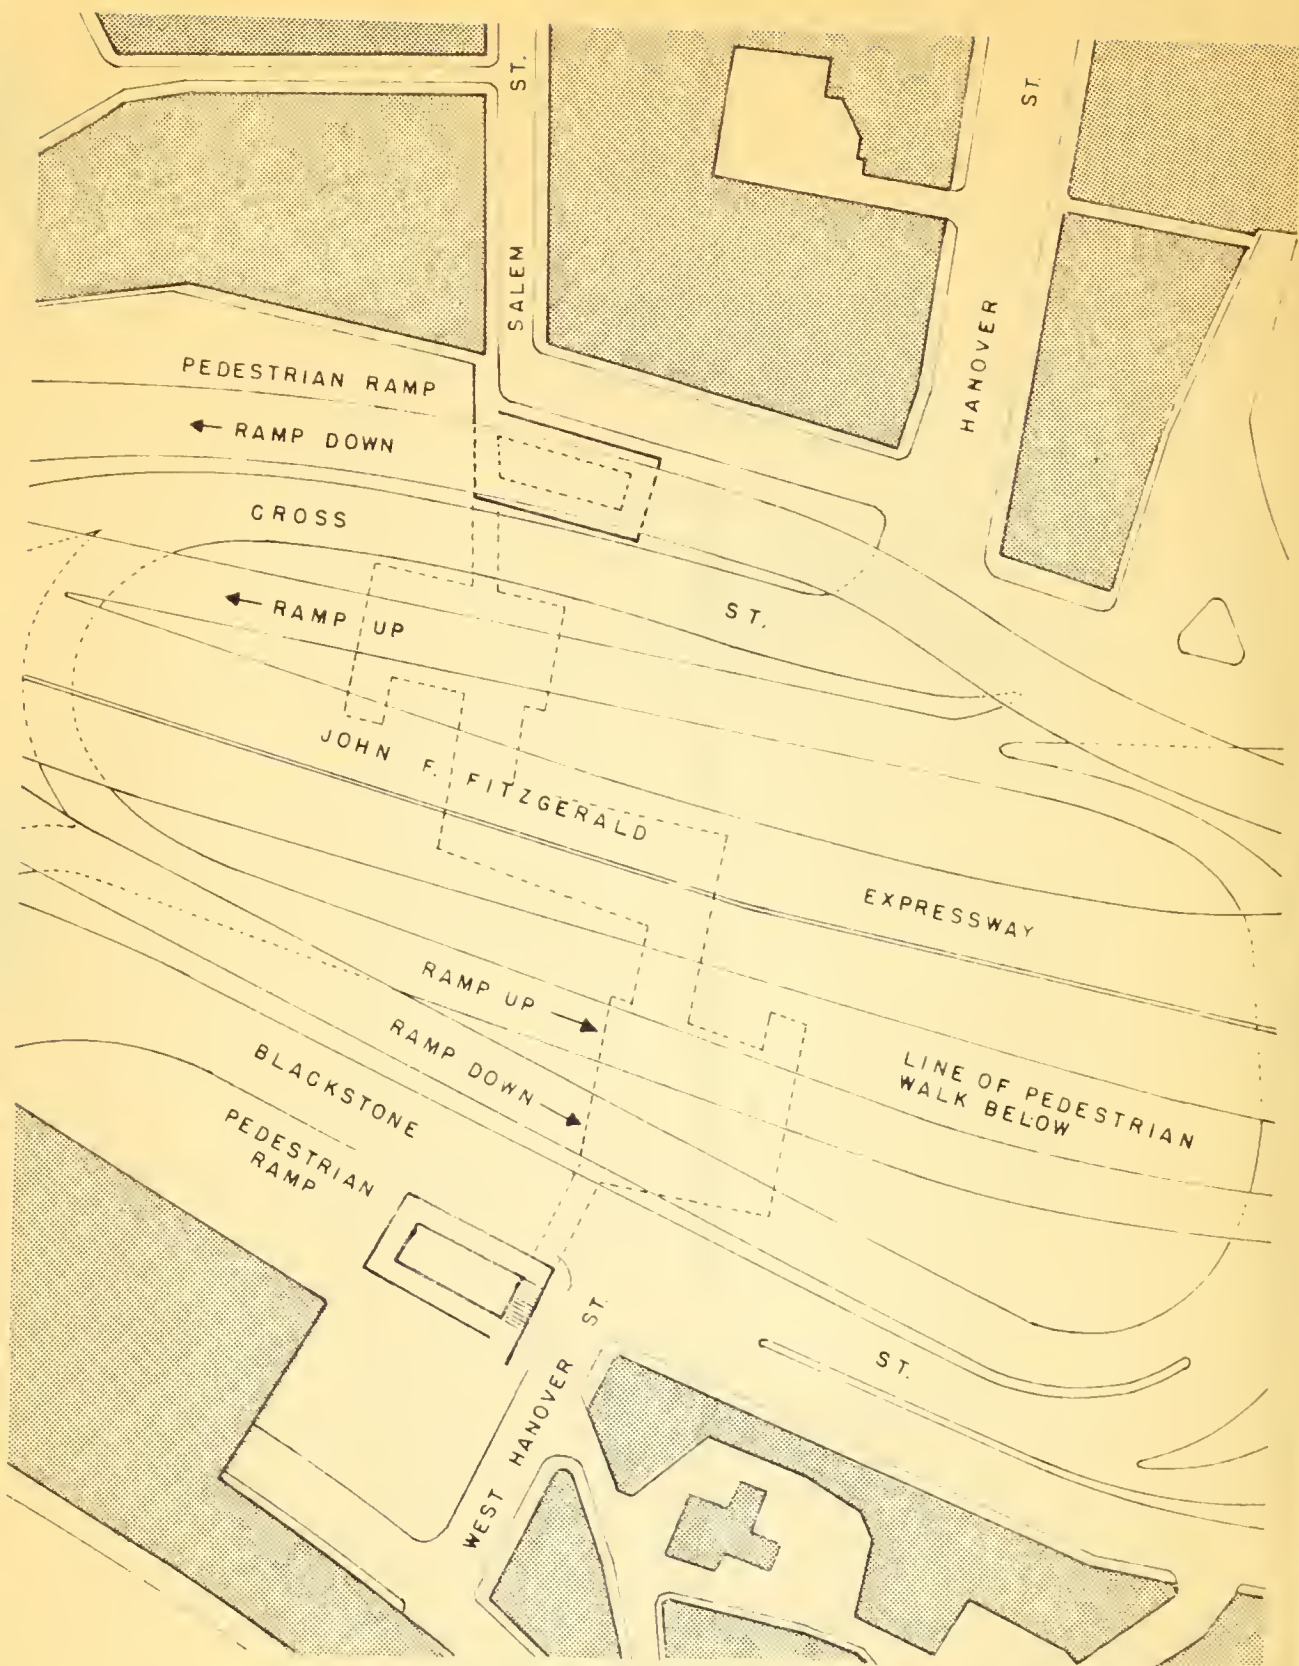 ST.
SALEM
ST.
HANOVER
PEDESTRIAN RAMP
RAMP DOWN
CROSS
ST.
RAMP UP
JOHN F. FITZGERALD
EXPRESSWAY
RAMP UP
RAMP DOWN
LINE OF PEDESTRIAN
WALK BELOW
BLACKSTONE
ST.
PEDESTRIAN
RAMP
WEST HANOVER ST.